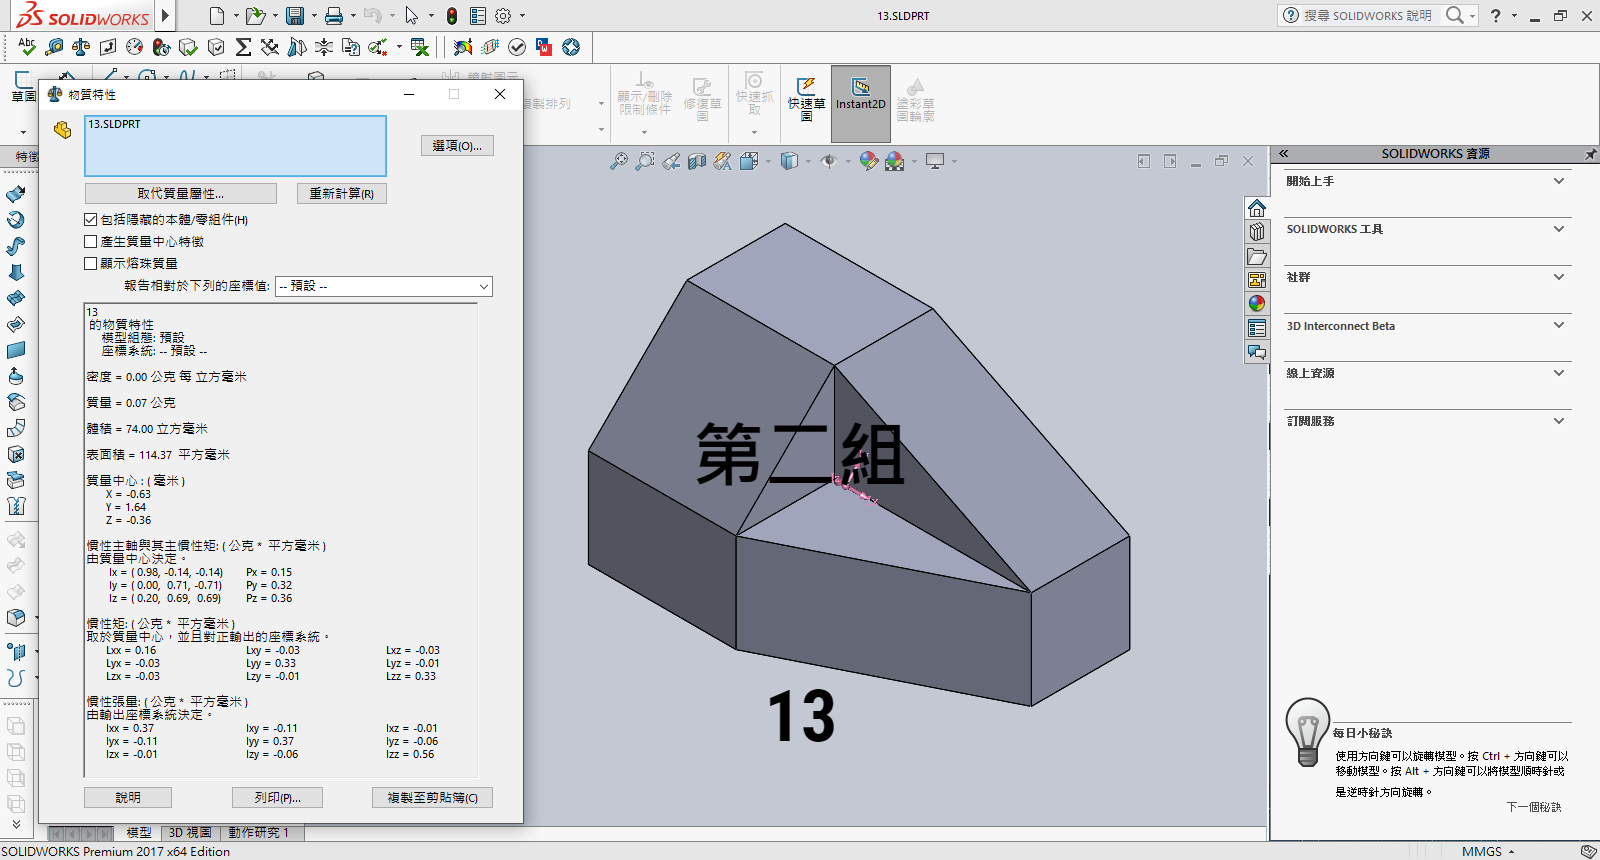 SOLIDWORKS
13.SLDPRT
搜尋 SOLIDWORKS 說明
?
Abc
草圖
鏡射圖元
複製排列
顯示/刪除
限制條件
修復草
圖
快速抓
取
快速草
圖
Instant2D
塗彩草
圖輪廓
特徵
物質特性
13.SLDPRT
選項(O)...
取代質量屬性...
重新計算(R)
包括隱藏的本體/零組件(H)
產生質量中心特徵
顯示熔珠質量
報告相對於下列的座標值:
-- 預設 --
13
的物質特性
模型組態: 預設
座標系統: -- 預設 --
密度 = 0.00 公克 每 立方毫米
質量 = 0.07 公克
體積 = 74.00 立方毫米
表面積 = 114.37 平方毫米
質量中心 : ( 毫米 )
X = -0.63
Y = 1.64
Z = -0.36
慣性主軸與其主慣性矩: ( 公克 * 平方毫米 )
由質量中心決定。
Ix = ( 0.98, -0.14, -0.14) Px = 0.15
Iy = ( 0.00, 0.71, -0.71) Py = 0.32
Iz = ( 0.20, 0.69, 0.69) Pz = 0.36
慣性矩: ( 公克 * 平方毫米 )
取於質量中心，並且對正輸出的座標系統。
Lxx = 0.16 Lxy = -0.03 Lxz = -0.03
Lyx = -0.03 Lyy = 0.33 Lyz = -0.01
Lzx = -0.03 Lzy = -0.01 Lzz = 0.33
慣性張量: ( 公克 * 平方毫米 )
由輸出座標系統決定。
Ixx = 0.37 Ixy = -0.11 Ixz = -0.01
Iyx = -0.11 Iyy = 0.37 Iyz = -0.06
Izx = -0.01 Izy = -0.06 Izz = 0.56
說明
列印(P)...
複製至剪貼簿(C)
第二組
13
SOLIDWORKS 資源
開始上手
SOLIDWORKS 工具
社群
3D Interconnect Beta
線上資源
訂閱服務
每日小秘訣
使用方向鍵可以旋轉模型。按 Ctrl + 方向鍵可以
移動模型。按 Alt + 方向鍵可以將模型順時針或
是逆時針方向旋轉。
下一個秘訣
模型
3D 視圖
動作研究 1
SOLIDWORKS Premium 2017 x64 Edition
MMGS